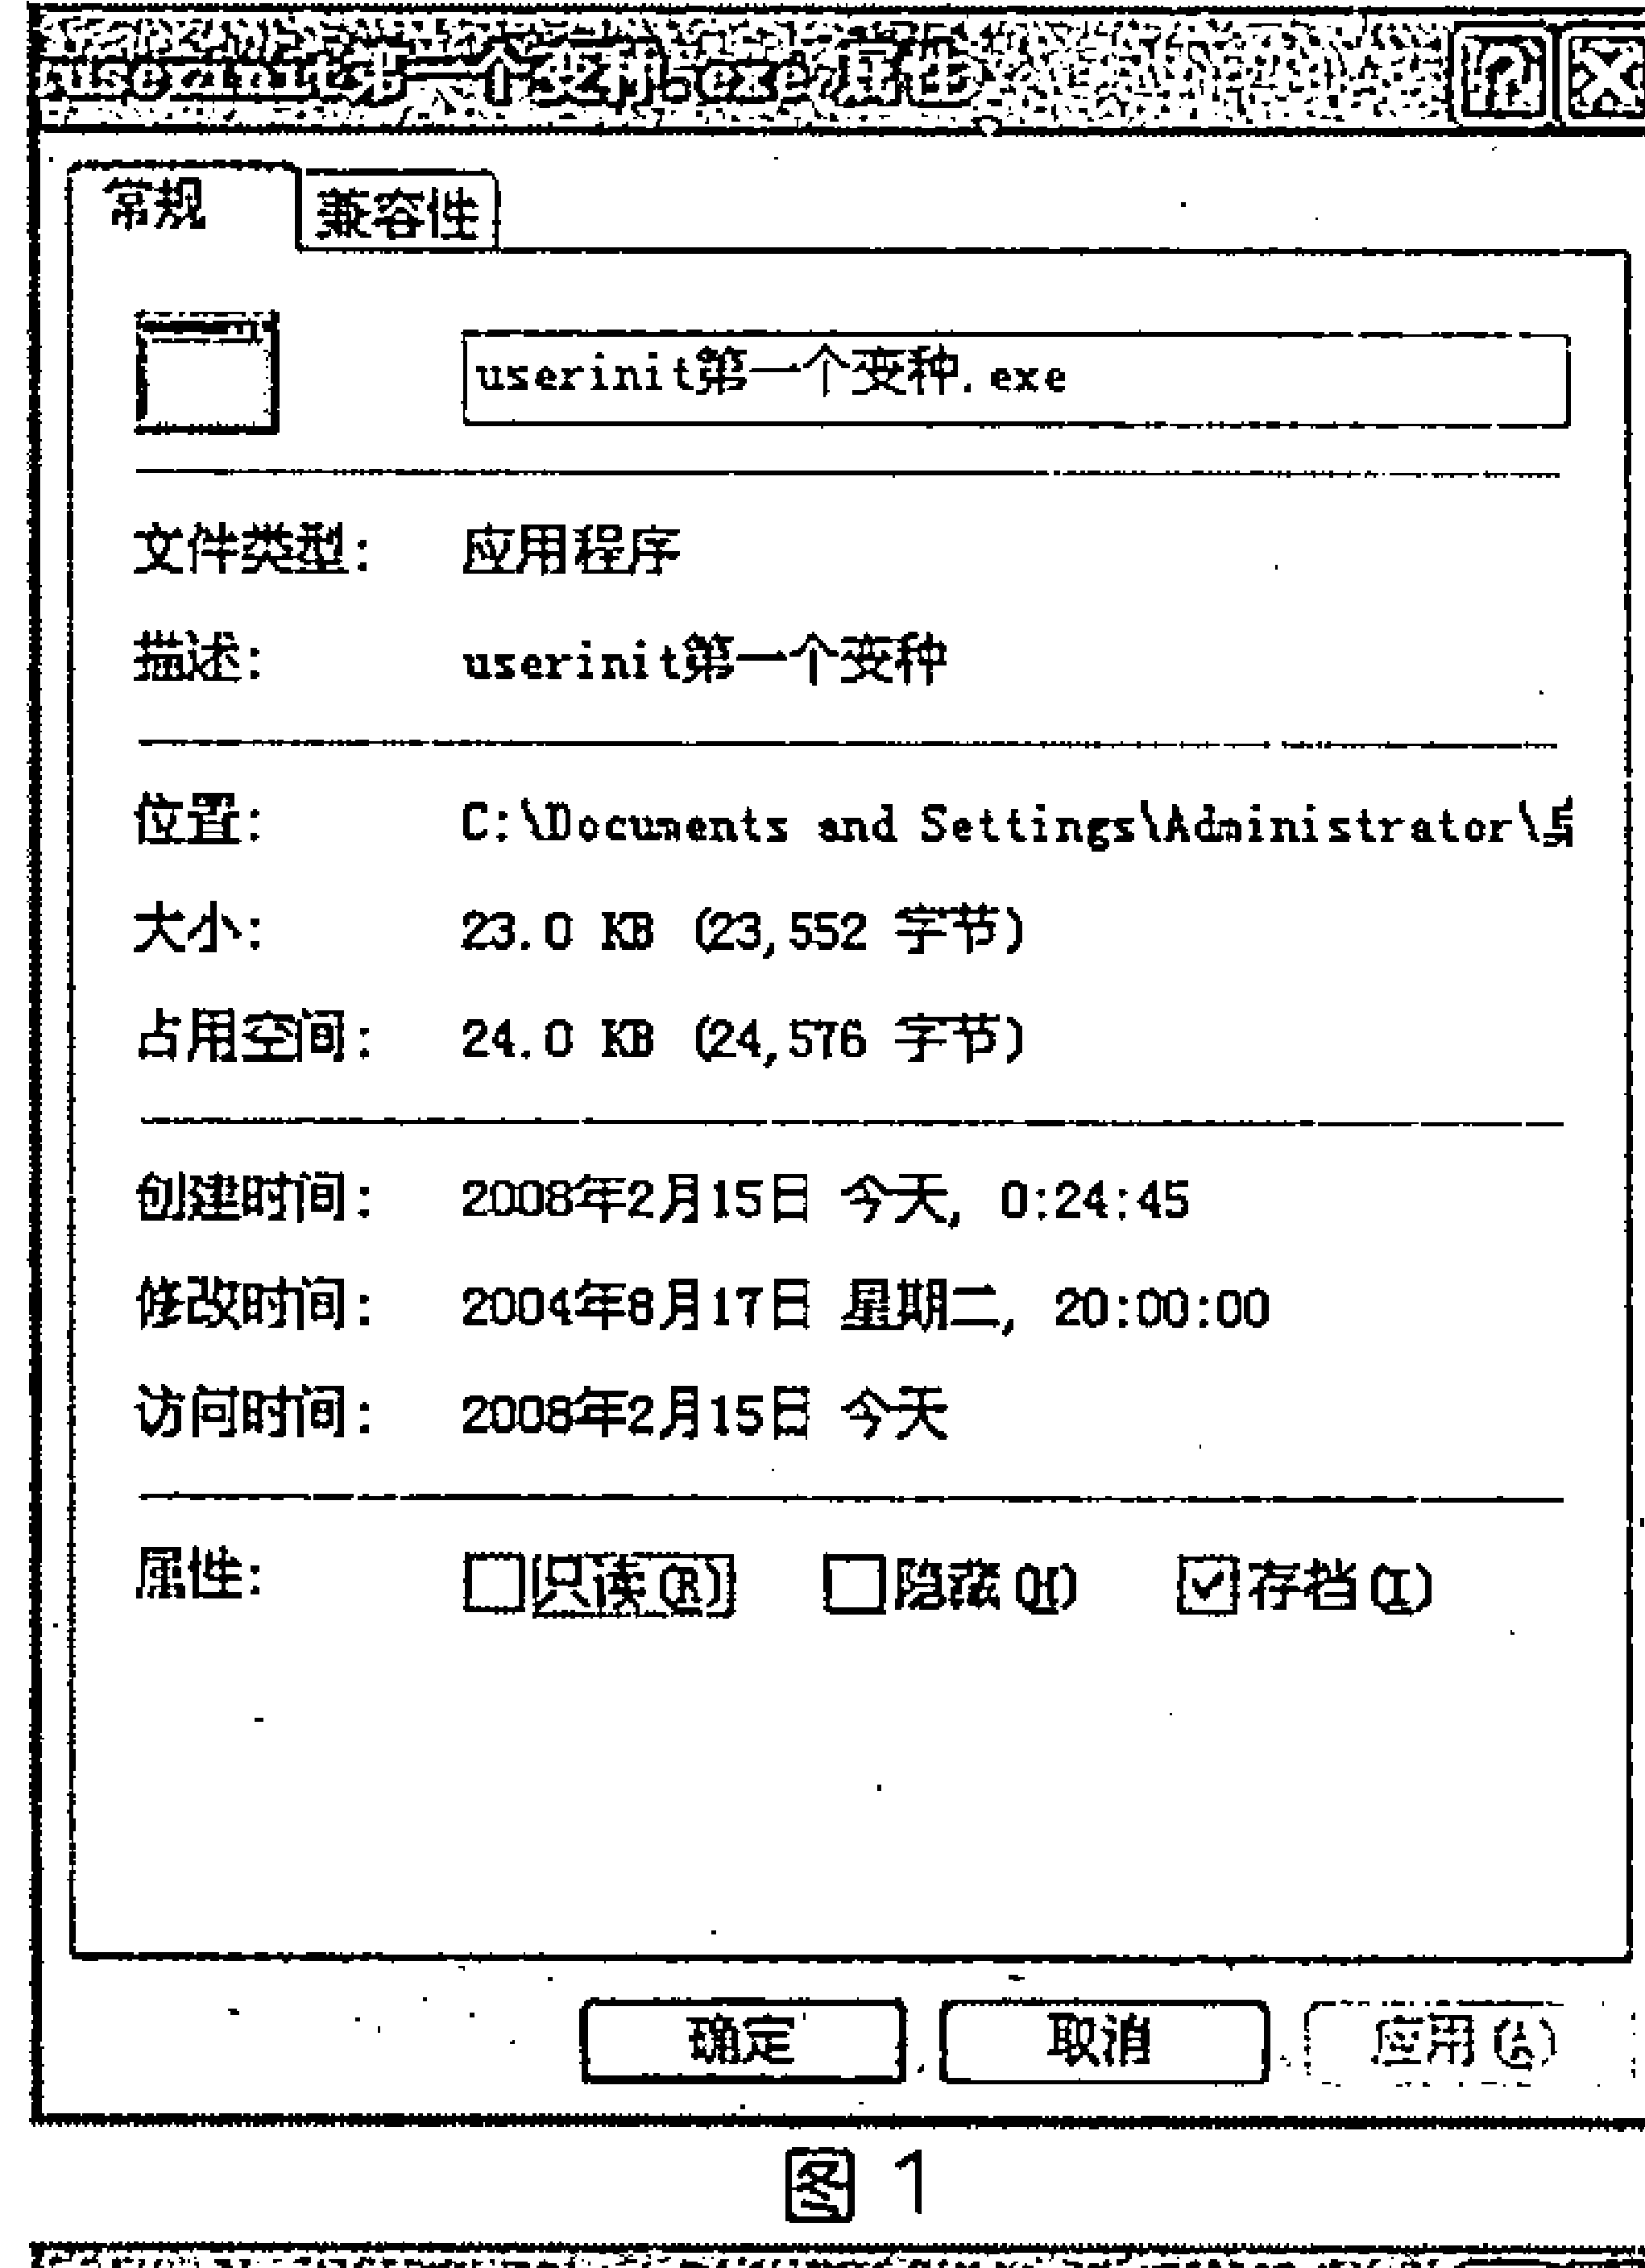 userinit第一个变种.exe 属性
常规 兼容性
userinit第一个变种.exe
文件类型: 应用程序
描述: userinit第一个变种
位置: C:\Documents and Settings\Administrator\
大小: 23.0 KB (23,552 字节)
占用空间: 24.0 KB (24,576 字节)
创建时间: 2008年2月15日 今天, 0:24:45
修改时间: 2004年8月17日 星期二, 20:00:00
访问时间: 2008年2月15日 今天
属性: 只读(R) 隐藏(H) 存档(I)
确定 取消 应用(A)
图 1